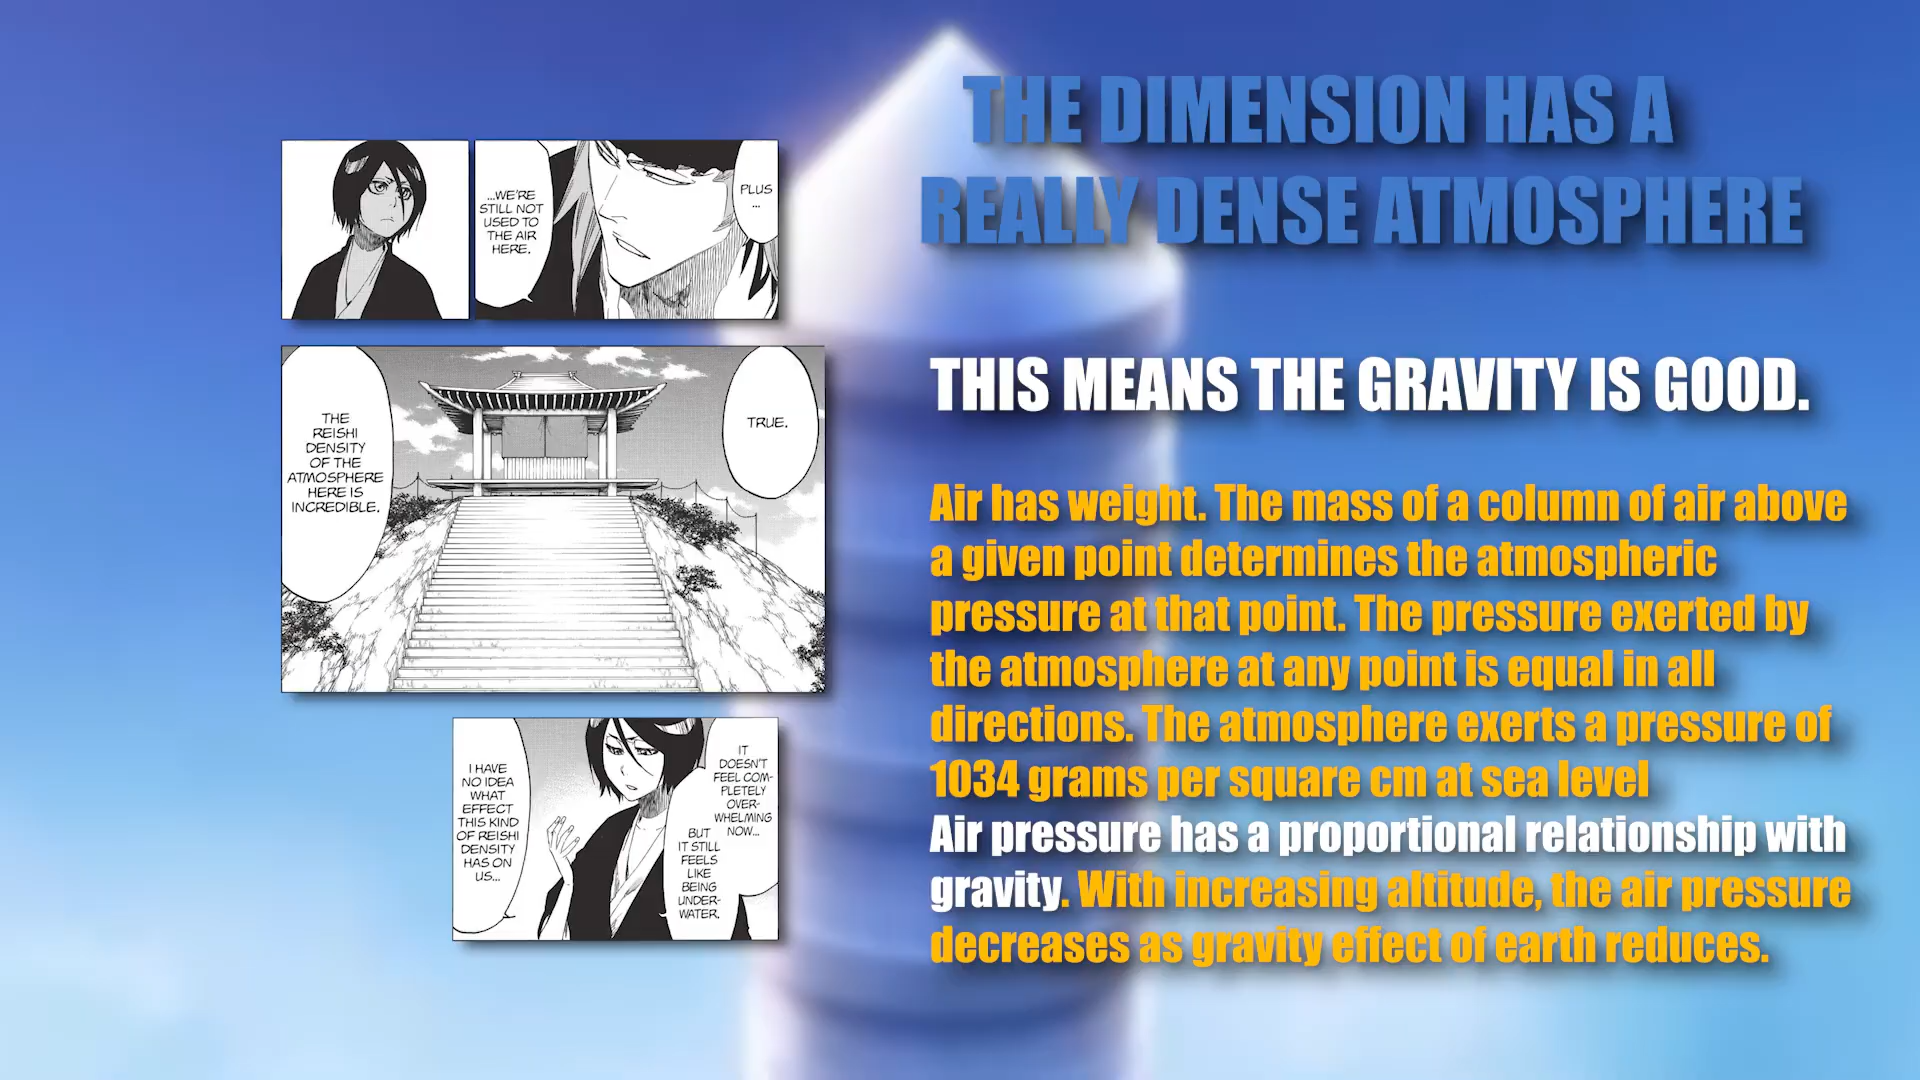 THE DIMENSION HAS A
REALLY DENSE ATMOSPHERE
PLUS
...
...WE'RE
STILL NOT
USED TO
THE AIR
HERE.
TRUE.
THE
REISHI
DENSITY
OF THE
ATMOSPHERE
HERE IS
INCREDIBLE.
IT
DOESN'T
FEEL COM-
PLETELY
OVER-
WHELMING
NOW...
BUT
IT STILL
FEELS
LIKE
BEING
UNDER-
WATER.
I HAVE
NO IDEA
WHAT
EFFECT
THIS KIND
OF REISHI
DENSITY
HAS ON
US...
THIS MEANS THE GRAVITY IS GOOD.
Air has weight. The mass of a column of air above
a given point determines the atmospheric
pressure at that point. The pressure exerted by
the atmosphere at any point is equal in all
directions. The atmosphere exerts a pressure of
1034 grams per square cm at sea level
Air pressure has a proportional relationship with
gravity. With increasing altitude, the air pressure
decreases as gravity effect of earth reduces.